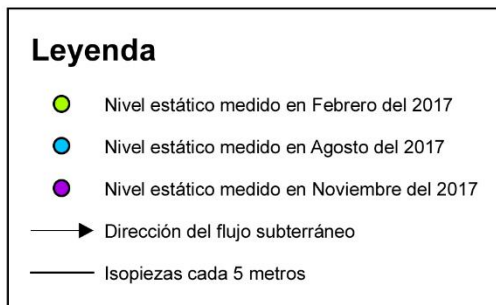 Leyenda
Nivel estático medido en Febrero del 2017
Nivel estático medido en Agosto del 2017
Nivel estático medido en Noviembre del 2017
Dirección del flujo subterráneo
Isopiezas cada 5 metros